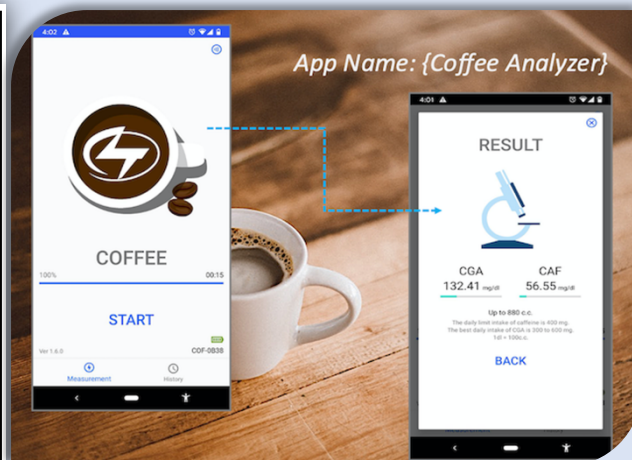 4:02
App Name: {Coffee Analyzer}
COFFEE
100%
00:15
START
Ver 1.6.0
COF-0B38
Measurement
History
4:01
RESULT
CGA
CAF
132.41 mg/dl
56.55 mg/dl
Up to 880 c.c.
The daily limit intake of caffeine is 400 mg.
The best daily intake of CGA is 300 to 600 mg.
1dl = 100c.c.
BACK